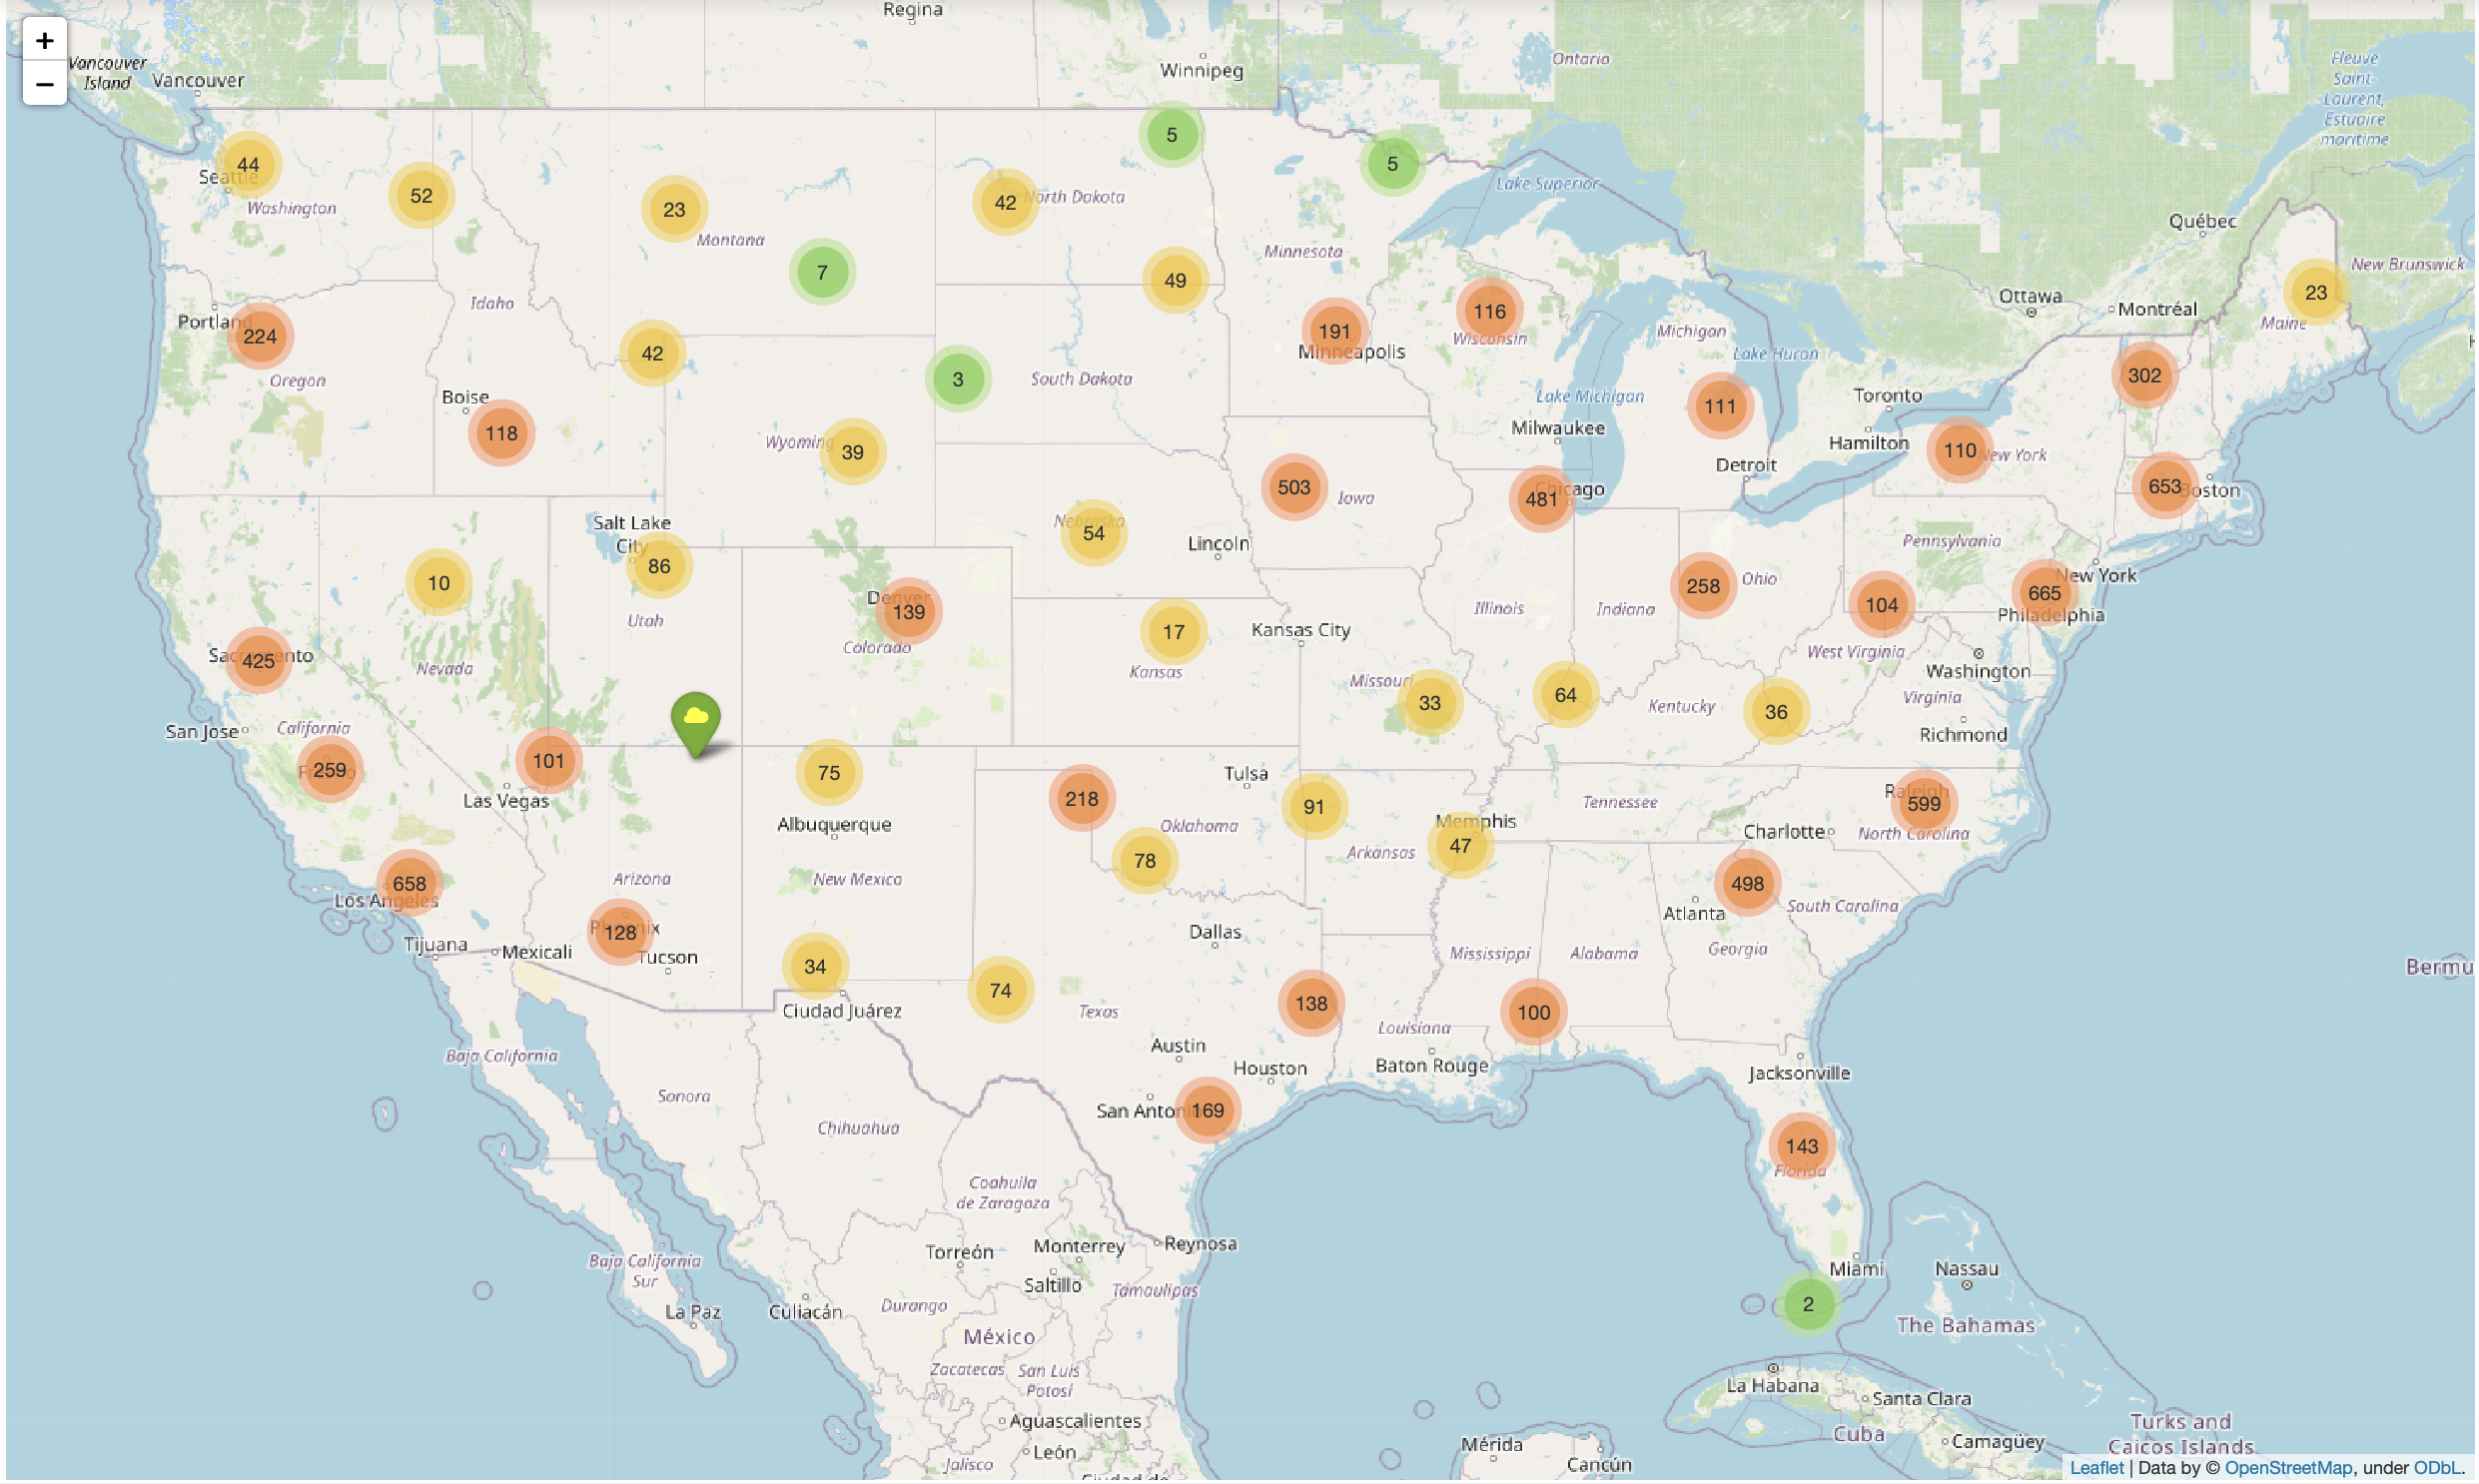 Regina
+
−
Vancouver
Island
Vancouver
Winnipeg
Ontario
Fleuve
Saint-
Laurent,
Estuaire
maritime
5
5
44
Seattle
52
Washington
23
Montana
42
North Dakota
Lake Superior
Québec
Minnesota
New Brunswick
7
49
23
Maine
Idaho
Ottawa
Montréal
Portland
224
116
Wisconsin
191
Minneapolis
Michigan
Lake Huron
42
Oregon
3
South Dakota
302
Boise
Lake Michigan
Toronto
111
118
Milwaukee
Hamilton
Wyoming
39
110
New York
Detroit
503
Iowa
481
Chicago
653
Boston
Salt Lake
City
Nebraska
54
Lincoln
Pennsylvania
86
10
258
Ohio
New York
Denver
139
Utah
Illinois
Indiana
104
665
Philadelphia
17
Kansas City
Colorado
Sacramento
425
Nevada
Kansas
West Virginia
Washington
Missouri
33
64
Kentucky
36
Virginia
San Jose
California
Richmond
Fresno
259
101
75
Tulsa
Las Vegas
218
91
Tennessee
Raleigh
599
Albuquerque
Oklahoma
Memphis
47
Charlotte
North Carolina
Arkansas
78
658
Los Angeles
Arizona
New Mexico
498
Atlanta
South Carolina
Phoenix
128
Dallas
Tijuana
Mexicali
Tucson
Mississippi
Alabama
Georgia
34
Bermu
74
138
100
Ciudad Juárez
Texas
Louisiana
Baja California
Austin
Houston
Baton Rouge
Jacksonville
Sonora
San Antonio
169
Chihuahua
143
Florida
Coahuila
de Zaragoza
Torreón
Monterrey
Reynosa
Baja California
Sur
Saltillo
Tamaulipas
Miami
Nassau
La Paz
Culiacán
Durango
2
The Bahamas
México
Zacatecas
San Luis
Potosí
La Habana
Santa Clara
Aguascalientes
Turks and
Caicos Islands
León
Mérida
Cuba
Camagüey
Jalisco
Cancún
Ciudad de
Leaflet | Data by © OpenStreetMap, under ODbL.